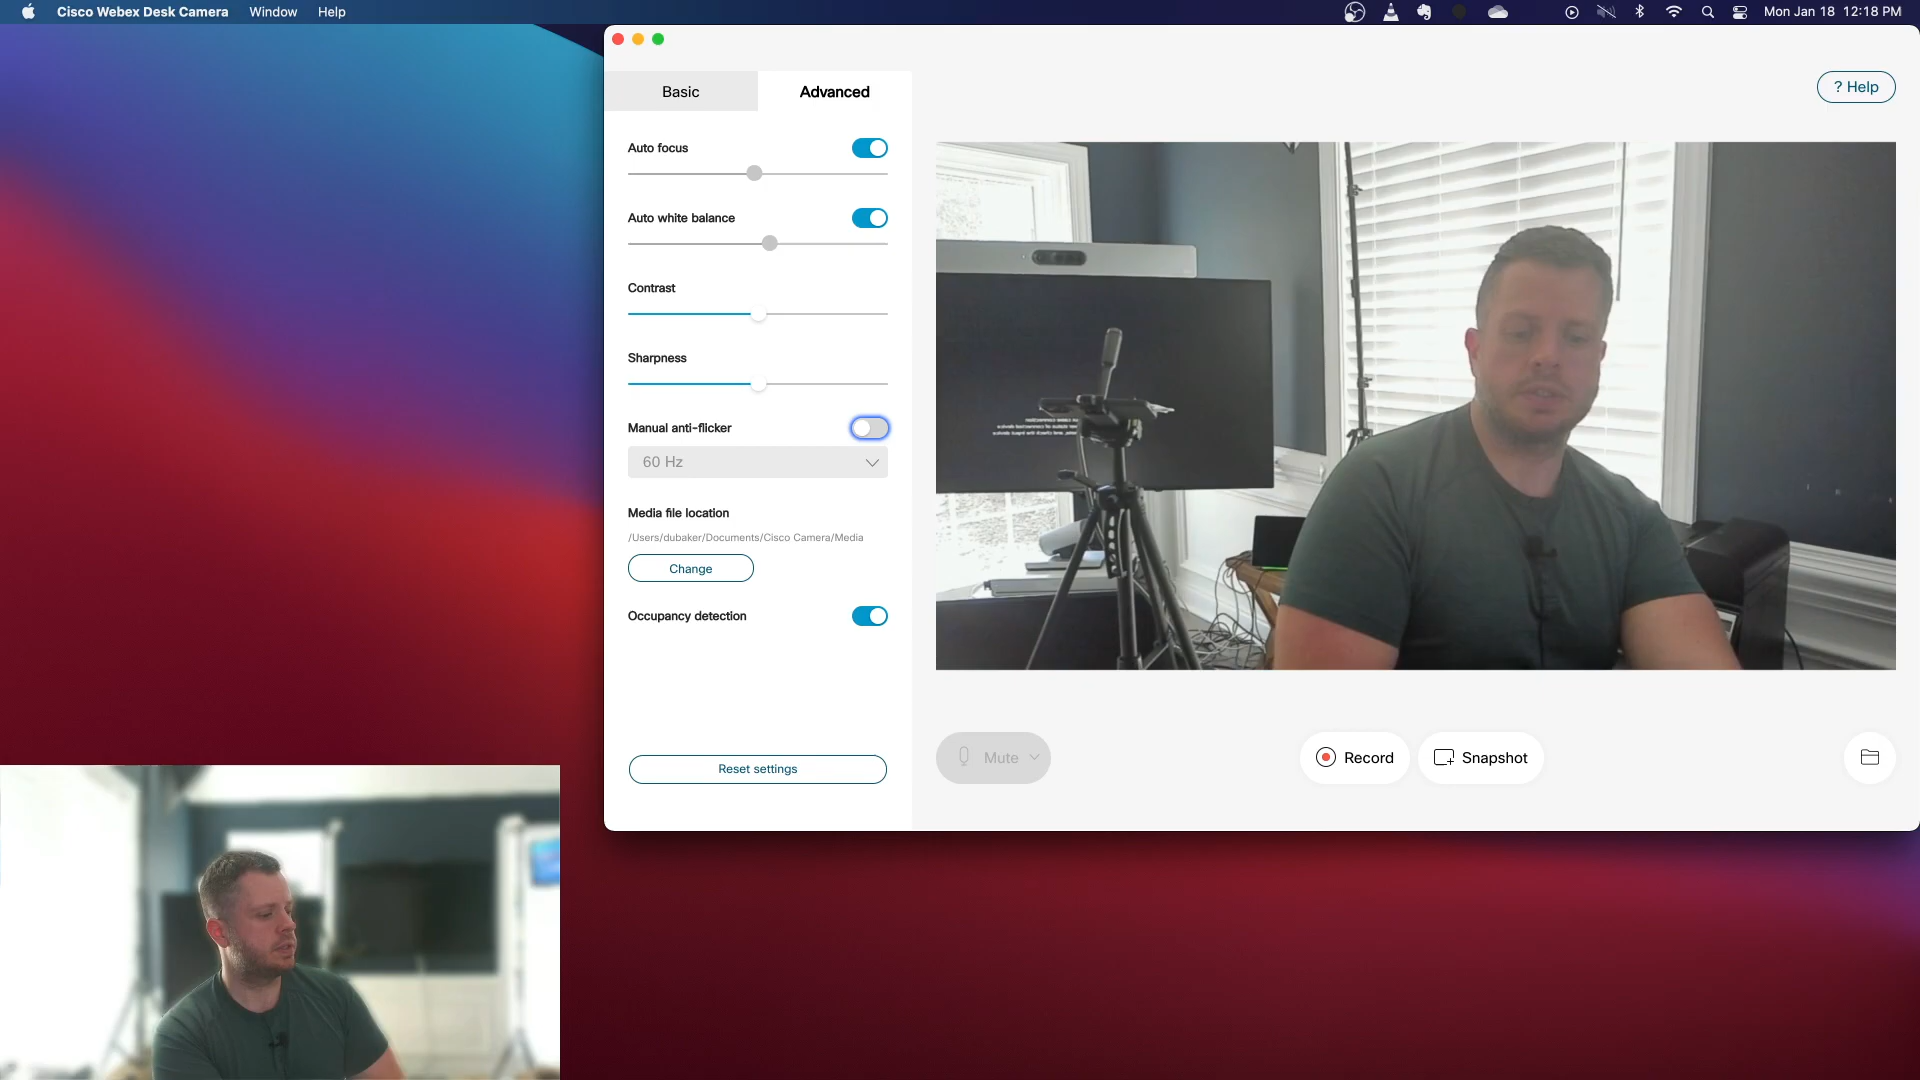 Cisco Webex Desk Camera Window Help
Mon Jan 18 12:18 PM
Basic Advanced
? Help
Auto focus
Auto white balance
Contrast
Sharpness
Manual anti-flicker
60 Hz
Media file location
/Users/dubaker/Documents/Cisco Camera/Media
Change
Occupancy detection
Reset settings
Mute
Record
Snapshot